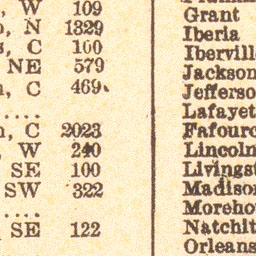 W 109
N 1329
C 100
NE 579
C 469
C 2023
W 240
SE 100
SW 322
SE 122
Grant
Iberia
Ibervill
Jackson
Jefferso
Lafayet
Fafourc
Lincoln
Livingst
Madison
Moreho
Natchit
Orleans